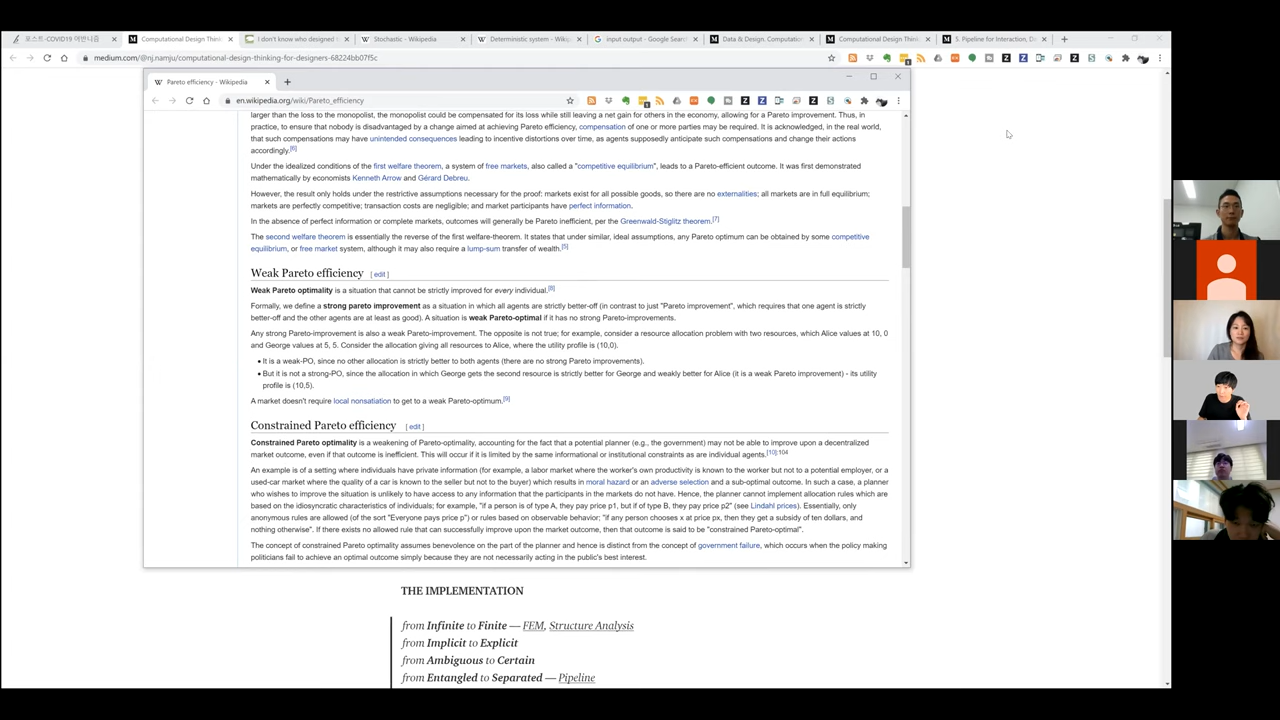 포스트-COVID19 어반니즘
Computational Design Think
I don't know who designed t
Stochastic - Wikipedia
Deterministic system - Wiki
input output - Google Search
Data & Design. Computation
Computational Design Think
5. Pipeline for Interaction, Da
medium.com/@nj.namju/computational-design-thinking-for-designers-68224bb07f5c
Pareto efficiency - Wikipedia
en.wikipedia.org/wiki/Pareto_efficiency
larger than the loss to the monopolist, the monopolist could be compensated for its loss while still leaving a net gain for others in the economy, allowing for a Pareto improvement. Thus, in
practice, to ensure that nobody is disadvantaged by a change aimed at achieving Pareto efficiency, compensation of one or more parties may be required. It is acknowledged, in the real world,
that such compensations may have unintended consequences leading to incentive distortions over time, as agents supposedly anticipate such compensations and change their actions
accordingly.[6]
Under the idealized conditions of the first welfare theorem, a system of free markets, also called a "competitive equilibrium", leads to a Pareto-efficient outcome. It was first demonstrated
mathematically by economists Kenneth Arrow and Gérard Debreu.
However, the result only holds under the restrictive assumptions necessary for the proof: markets exist for all possible goods, so there are no externalities; all markets are in full equilibrium;
markets are perfectly competitive; transaction costs are negligible; and market participants have perfect information.
In the absence of perfect information or complete markets, outcomes will generally be Pareto inefficient, per the Greenwald-Stiglitz theorem.[7]
The second welfare theorem is essentially the reverse of the first welfare-theorem. It states that under similar, ideal assumptions, any Pareto optimum can be obtained by some competitive
equilibrium, or free market system, although it may also require a lump-sum transfer of wealth.[5]
Weak Pareto efficiency [ edit ]
Weak Pareto optimality is a situation that cannot be strictly improved for every individual.[8]
Formally, we define a strong pareto improvement as a situation in which all agents are strictly better-off (in contrast to just "Pareto improvement", which requires that one agent is strictly
better-off and the other agents are at least as good). A situation is weak Pareto-optimal if it has no strong Pareto-improvements.
Any strong Pareto-improvement is also a weak Pareto-improvement. The opposite is not true; for example, consider a resource allocation problem with two resources, which Alice values at 10, 0
and George values at 5, 5. Consider the allocation giving all resources to Alice, where the utility profile is (10,0).
• It is a weak-PO, since no other allocation is strictly better to both agents (there are no strong Pareto improvements).
• But it is not a strong-PO, since the allocation in which George gets the second resource is strictly better for George and weakly better for Alice (it is a weak Pareto improvement) - its utility
profile is (10,5).
A market doesn't require local nonsatiation to get to a weak Pareto-optimum.[9]
Constrained Pareto efficiency [ edit ]
Constrained Pareto optimality is a weakening of Pareto-optimality, accounting for the fact that a potential planner (e.g., the government) may not be able to improve upon a decentralized
market outcome, even if that outcome is inefficient. This will occur if it is limited by the same informational or institutional constraints as are individual agents.[10]:104
An example is of a setting where individuals have private information (for example, a labor market where the worker's own productivity is known to the worker but not to a potential employer, or a
used-car market where the quality of a car is known to the seller but not to the buyer) which results in moral hazard or an adverse selection and a sub-optimal outcome. In such a case, a planner
who wishes to improve the situation is unlikely to have access to any information that the participants in the markets do not have. Hence, the planner cannot implement allocation rules which are
based on the idiosyncratic characteristics of individuals; for example, "if a person is of type A, they pay price p1, but if of type B, they pay price p2" (see Lindahl prices). Essentially, only
anonymous rules are allowed (of the sort "Everyone pays price p") or rules based on observable behavior; "if any person chooses x at price px, then they get a subsidy of ten dollars, and
nothing otherwise". If there exists no allowed rule that can successfully improve upon the market outcome, then that outcome is said to be "constrained Pareto-optimal".
The concept of constrained Pareto optimality assumes benevolence on the part of the planner and hence is distinct from the concept of government failure, which occurs when the policy making
politicians fail to achieve an optimal outcome simply because they are not necessarily acting in the public's best interest.
THE IMPLEMENTATION
from Infinite to Finite — FEM, Structure Analysis
from Implicit to Explicit
from Ambiguous to Certain
from Entangled to Separated — Pipeline